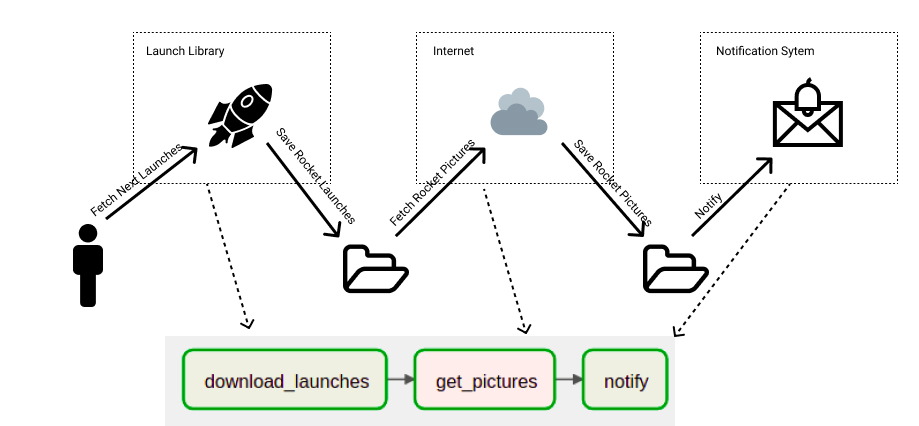 Launch Library
Internet
Notification Sytem
Fetch Next Launches
Save Rocket Launches
Fetch Rocket Pictures
Save Rocket Pictures
Notify
download_launches
get_pictures
notify